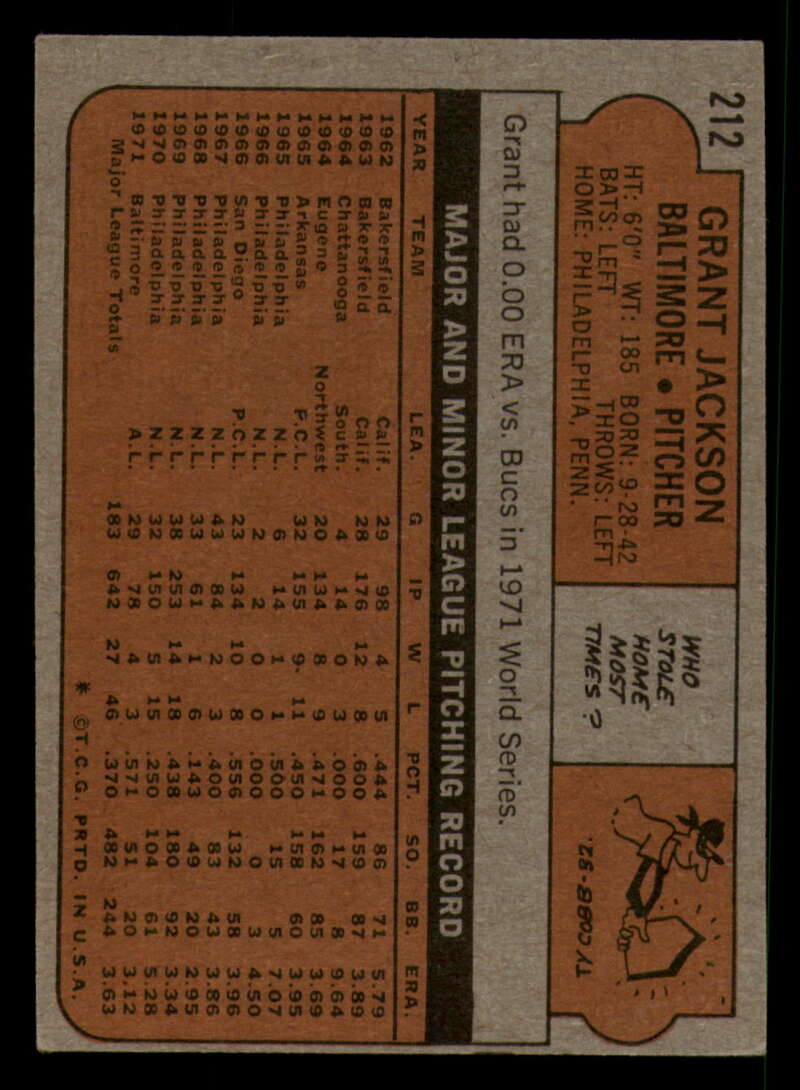 212
GRANT JACKSON
BALTIMORE • PITCHER
HT: 6'0" WT: 185 BORN: 9-28-42
BATS: LEFT THROWS: LEFT
HOME: PHILADELPHIA, PENN.
WHO
STOLE
HOME
MOST
TIMES?
TY COBB-32.
Grant had 0.00 ERA vs. Bucs in 1971 World Series.
MAJOR AND MINOR LEAGUE PITCHING RECORD
YEAR TEAM LEA. G IP W L PCT. SO. BB. ERA.
1962 Bakersfield Calif. 29 98 4 5 .444 86 71 5.79
1963 Bakersfield Calif. 28 176 12 8 .600 159 87 3.89
1964 Chattanooga South. 4 14 0 3 .000 17 8 9.64
1964 Eugene Northwest 20 134 8 9 .471 162 85 3.69
1965 Arkansas P.C.L. 32 155 9 11 .450 158 60 3.95
1965 Philadelphia N.L. 6 14 1 1 .500 15 5 7.07
1966 Philadelphia N.L. 2 2 0 0 .000 0 3 4.50
1966 San Diego P.C.L. 23 134 10 8 .556 132 58 3.96
1967 Philadelphia N.L. 43 84 2 3 .400 83 43 3.86
1968 Philadelphia N.L. 33 61 1 6 .143 49 20 2.95
1969 Philadelphia N.L. 38 253 14 18 .438 180 92 3.34
1970 Philadelphia N.L. 32 150 5 15 .250 104 61 5.28
1971 Baltimore A.L. 29 78 4 3 .571 51 20 3.12
Major League Totals 183 642 27 46 .370 482 244 3.63
* ©T.C.G. PRTD. IN U.S.A.